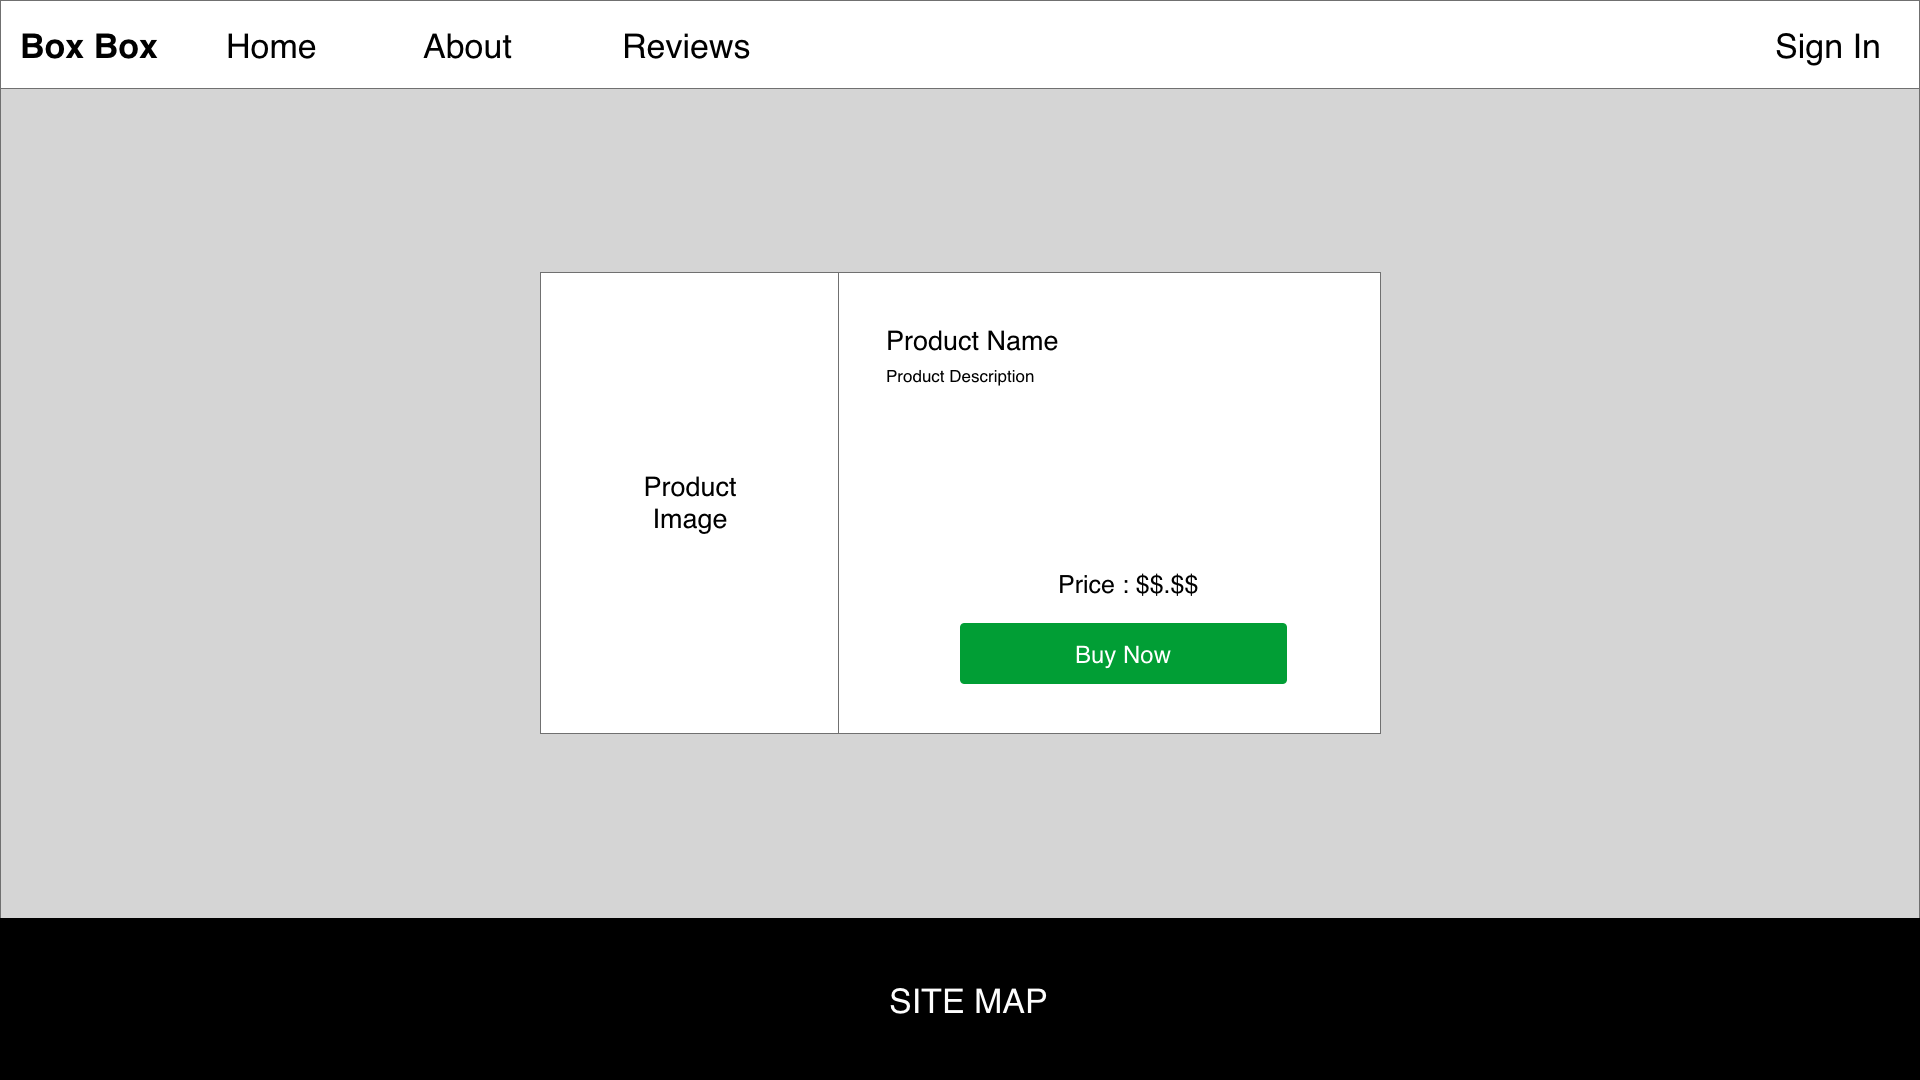 Box Box Home About Reviews Sign In
Product Name
Product Description
Product
Image
Price : $$.$$
Buy Now
SITE MAP